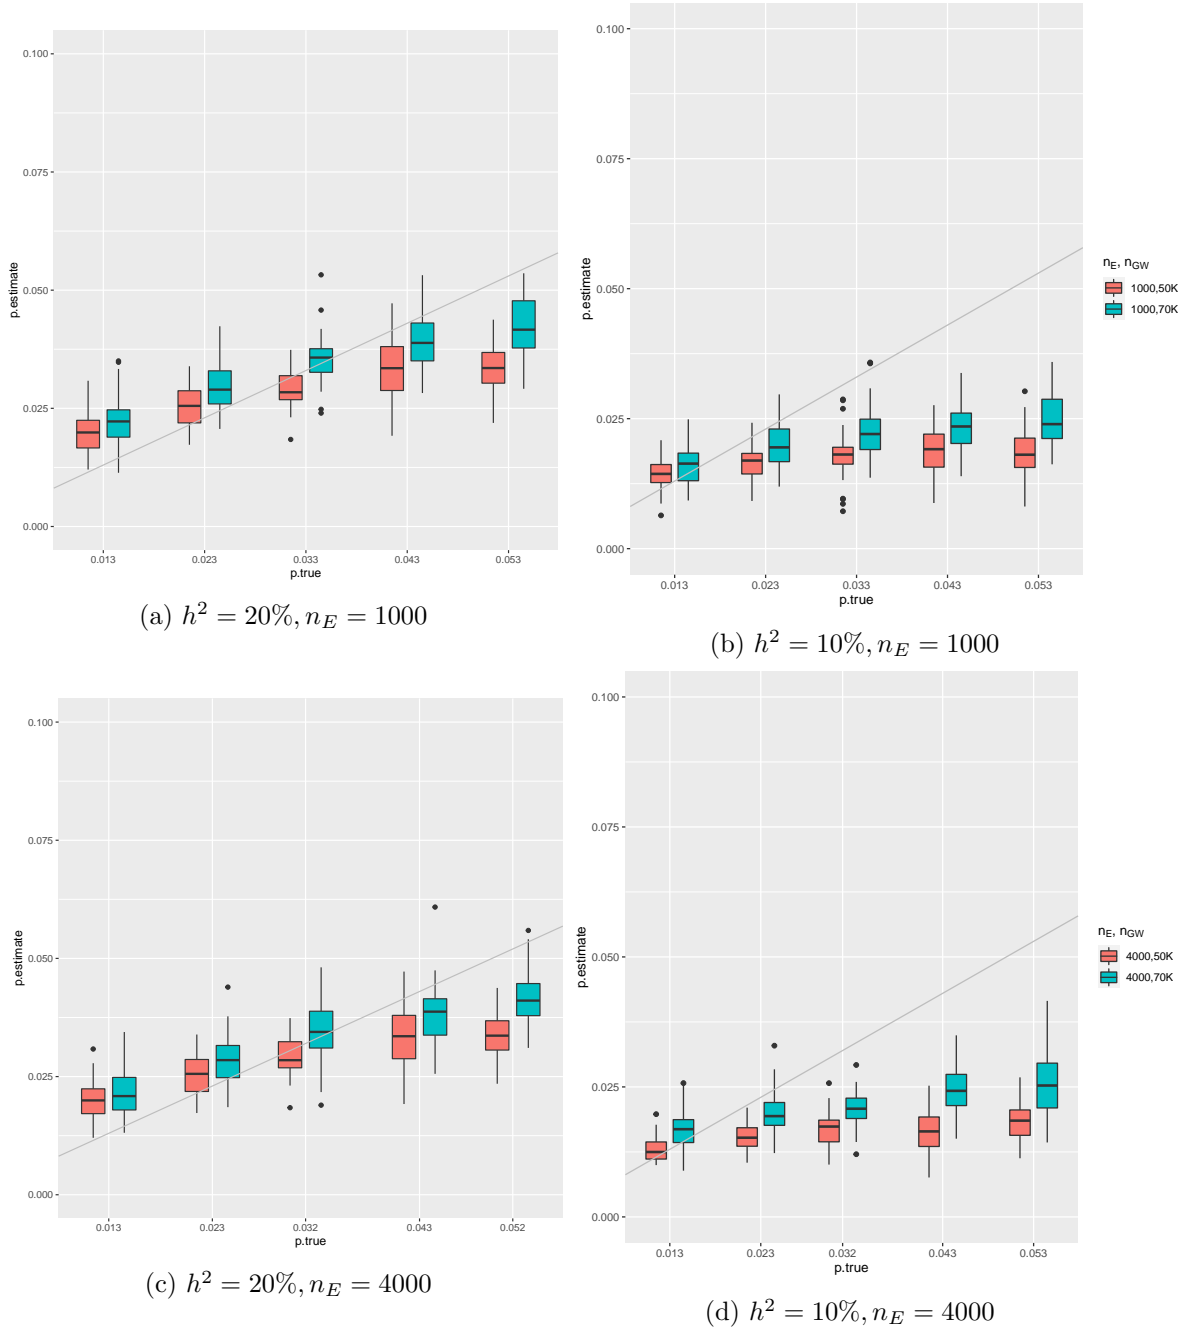 0.100
0.075
0.050
0.025
0.000
p.estimate
0.013 0.023 0.033 0.043 0.053
p.true
(a) h² = 20%, n_E = 1000
0.100
0.075
0.050
0.025
0.000
p.estimate
0.013 0.023 0.033 0.043 0.053
p.true
n_E, n_GW
1000,50K
1000,70K
(b) h² = 10%, n_E = 1000
0.100
0.075
0.050
0.025
0.000
p.estimate
0.013 0.023 0.032 0.043 0.052
p.true
(c) h² = 20%, n_E = 4000
0.100
0.075
0.050
0.025
0.000
p.estimate
0.013 0.023 0.032 0.043 0.053
p.true
n_E, n_GW
4000,50K
4000,70K
(d) h² = 10%, n_E = 4000